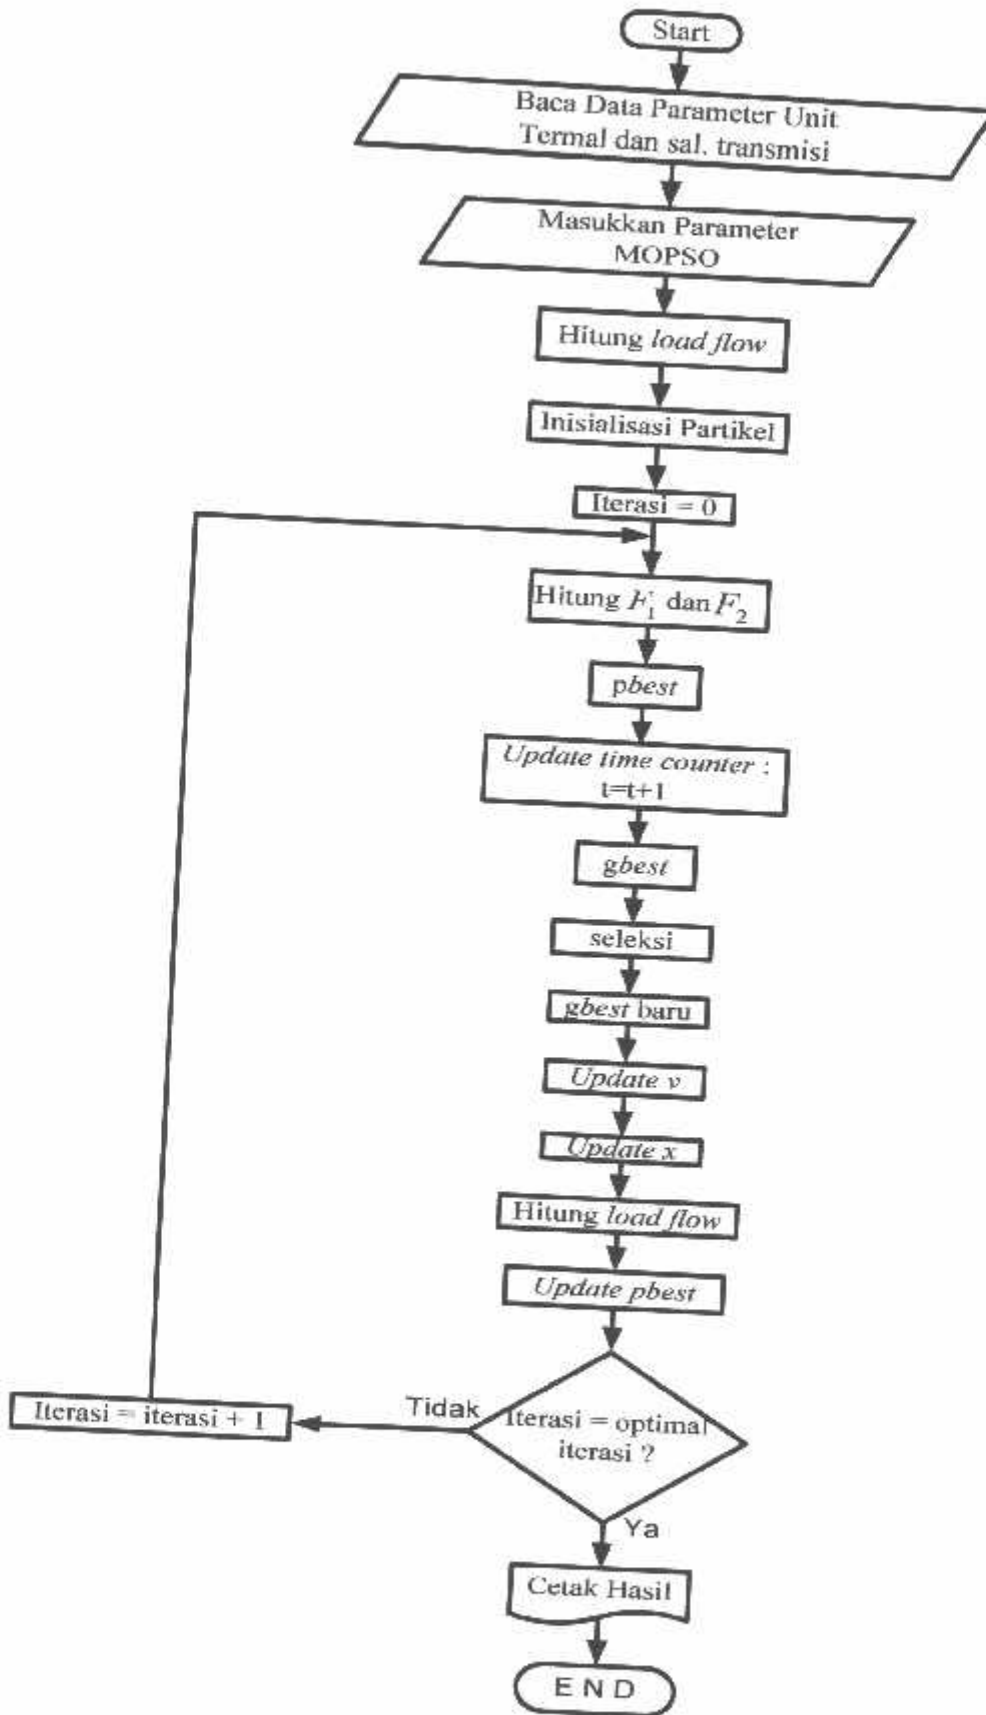 Start
Baca Data Parameter Unit
Termal dan sal. transmisi
Masukkan Parameter
MOPSO
Hitung load flow
Inisialisasi Partikel
Iterasi = 0
Hitung F1 dan F2
pbest
Update time counter :
t=t+1
gbest
seleksi
gbest baru
Update v
Update x
Hitung load flow
Update pbest
Iterasi = optimal
iterasi ?
Tidak
Iterasi = iterasi + 1
Ya
Cetak Hasil
END